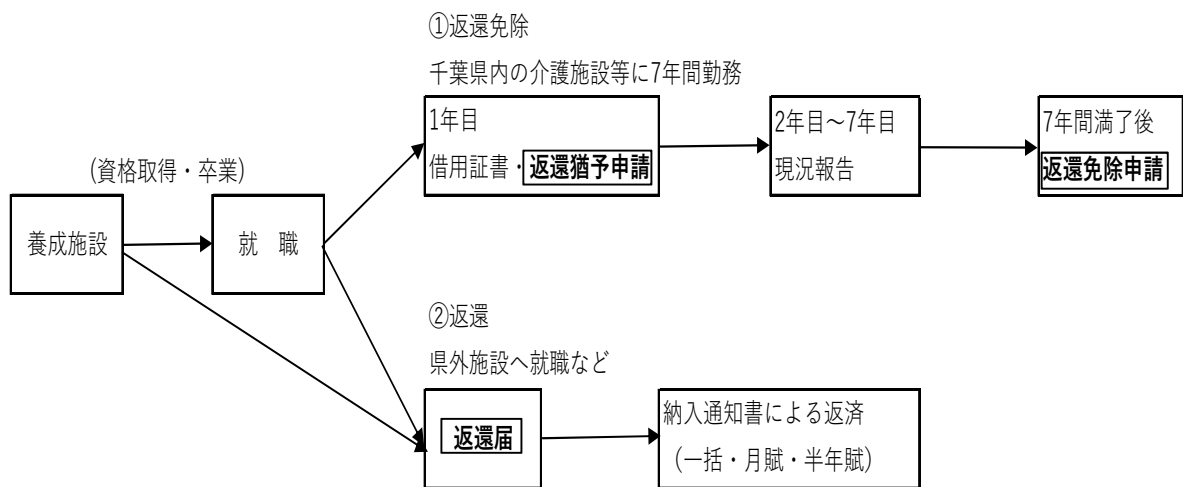 ①返還免除
千葉県内の介護施設等に7年間勤務
1年目
借用証書・返還猶予申請
2年目～7年目
現況報告
7年間満了後
返還免除申請
(資格取得・卒業)
養成施設
就　職
②返還
県外施設へ就職など
返還届
納入通知書による返済
（一括・月賦・半年賦）